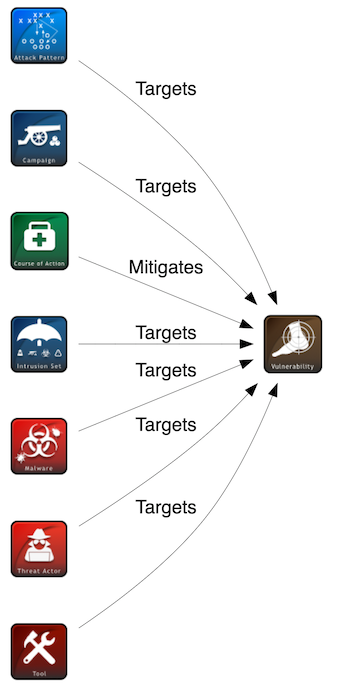 Attack Pattern
Targets
Campaign
Targets
Course of Action
Mitigates
Intrusion Set
Targets
Vulnerability
Targets
Malware
Targets
Threat Actor
Targets
Tool